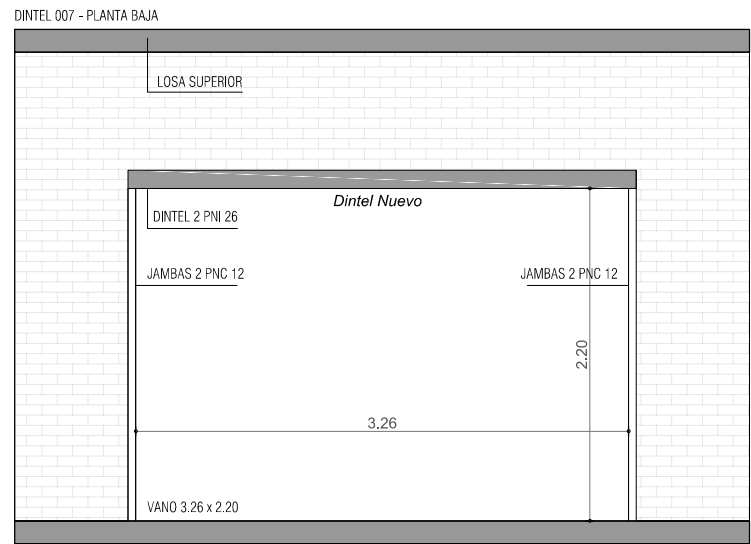 DINTEL 007 - PLANTA BAJA
LOSA SUPERIOR
Dintel Nuevo
DINTEL 2 PNI 26
JAMBAS 2 PNC 12
JAMBAS 2 PNC 12
2.20
3.26
VANO 3.26 x 2.20